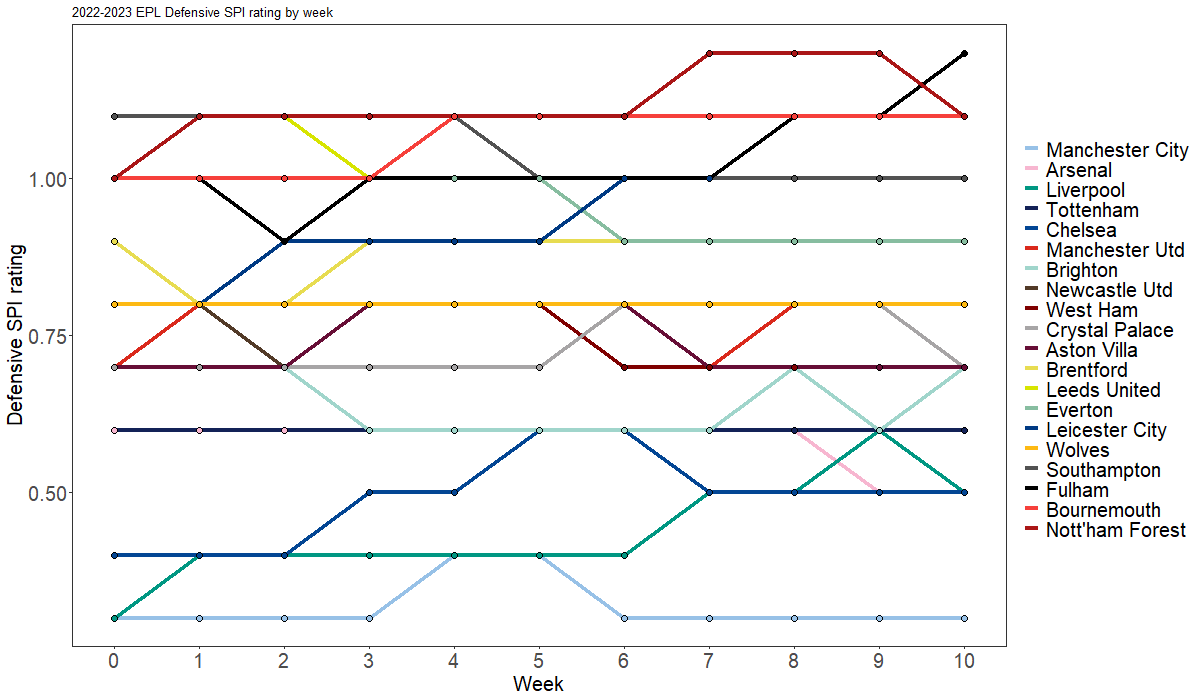 2022-2023 EPL Defensive SPI rating by week
Defensive SPI rating
1.00
0.75
0.50
0 1 2 3 4 5 6 7 8 9 10
Week
Manchester City
Arsenal
Liverpool
Tottenham
Chelsea
Manchester Utd
Brighton
Newcastle Utd
West Ham
Crystal Palace
Aston Villa
Brentford
Leeds United
Everton
Leicester City
Wolves
Southampton
Fulham
Bournemouth
Nott'ham Forest